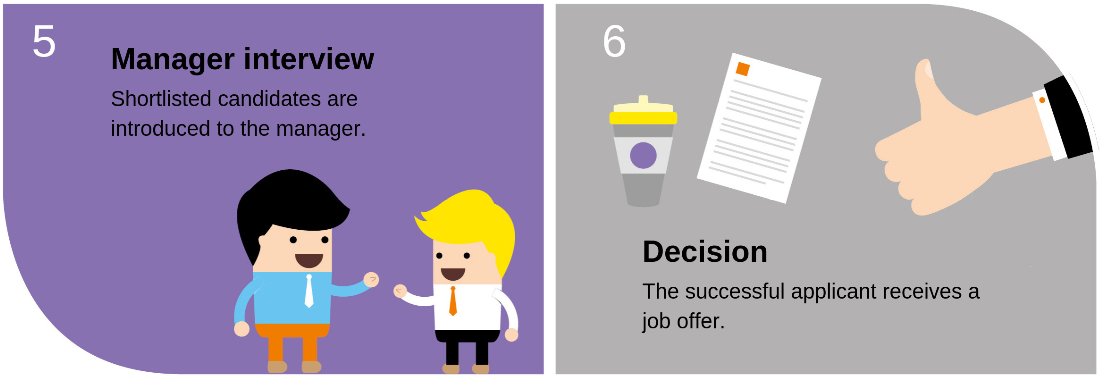 5
Manager interview
Shortlisted candidates are
introduced to the manager.
6
Decision
The successful applicant receives a
job offer.